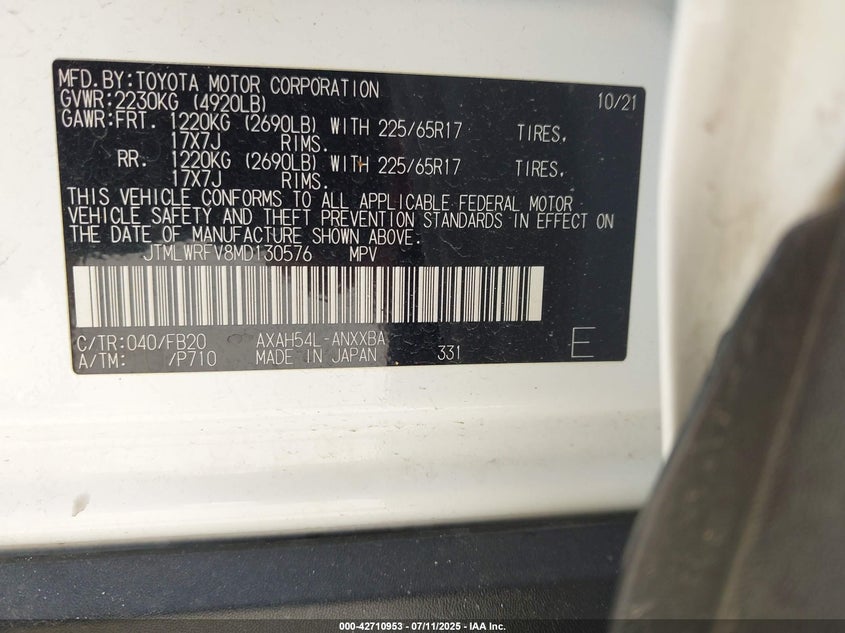 MFD.BY:TOYOTA MOTOR CORPORATION 10/21
GVWR:2230KG (4920LB)
GAWR:FRT. 1220KG (2690LB) WITH 225/65R17 TIRES,
17X7J RIMS.
RR. 1220KG (2690LB) WITH 225/65R17 TIRES,
17X7J RIMS.
THIS VEHICLE CONFORMS TO ALL APPLICABLE FEDERAL MOTOR
VEHICLE SAFETY AND THEFT PREVENTION STANDARDS IN EFFECT ON
THE DATE OF MANUFACTURE SHOWN ABOVE.
JTMLWRFV8MD130576 MPV
C/TR:040/FB20 AXAH54L-ANXXBA
A/TM: /P710 MADE IN JAPAN 331 E
000-42710953 - 07/11/2025 - IAA Inc.